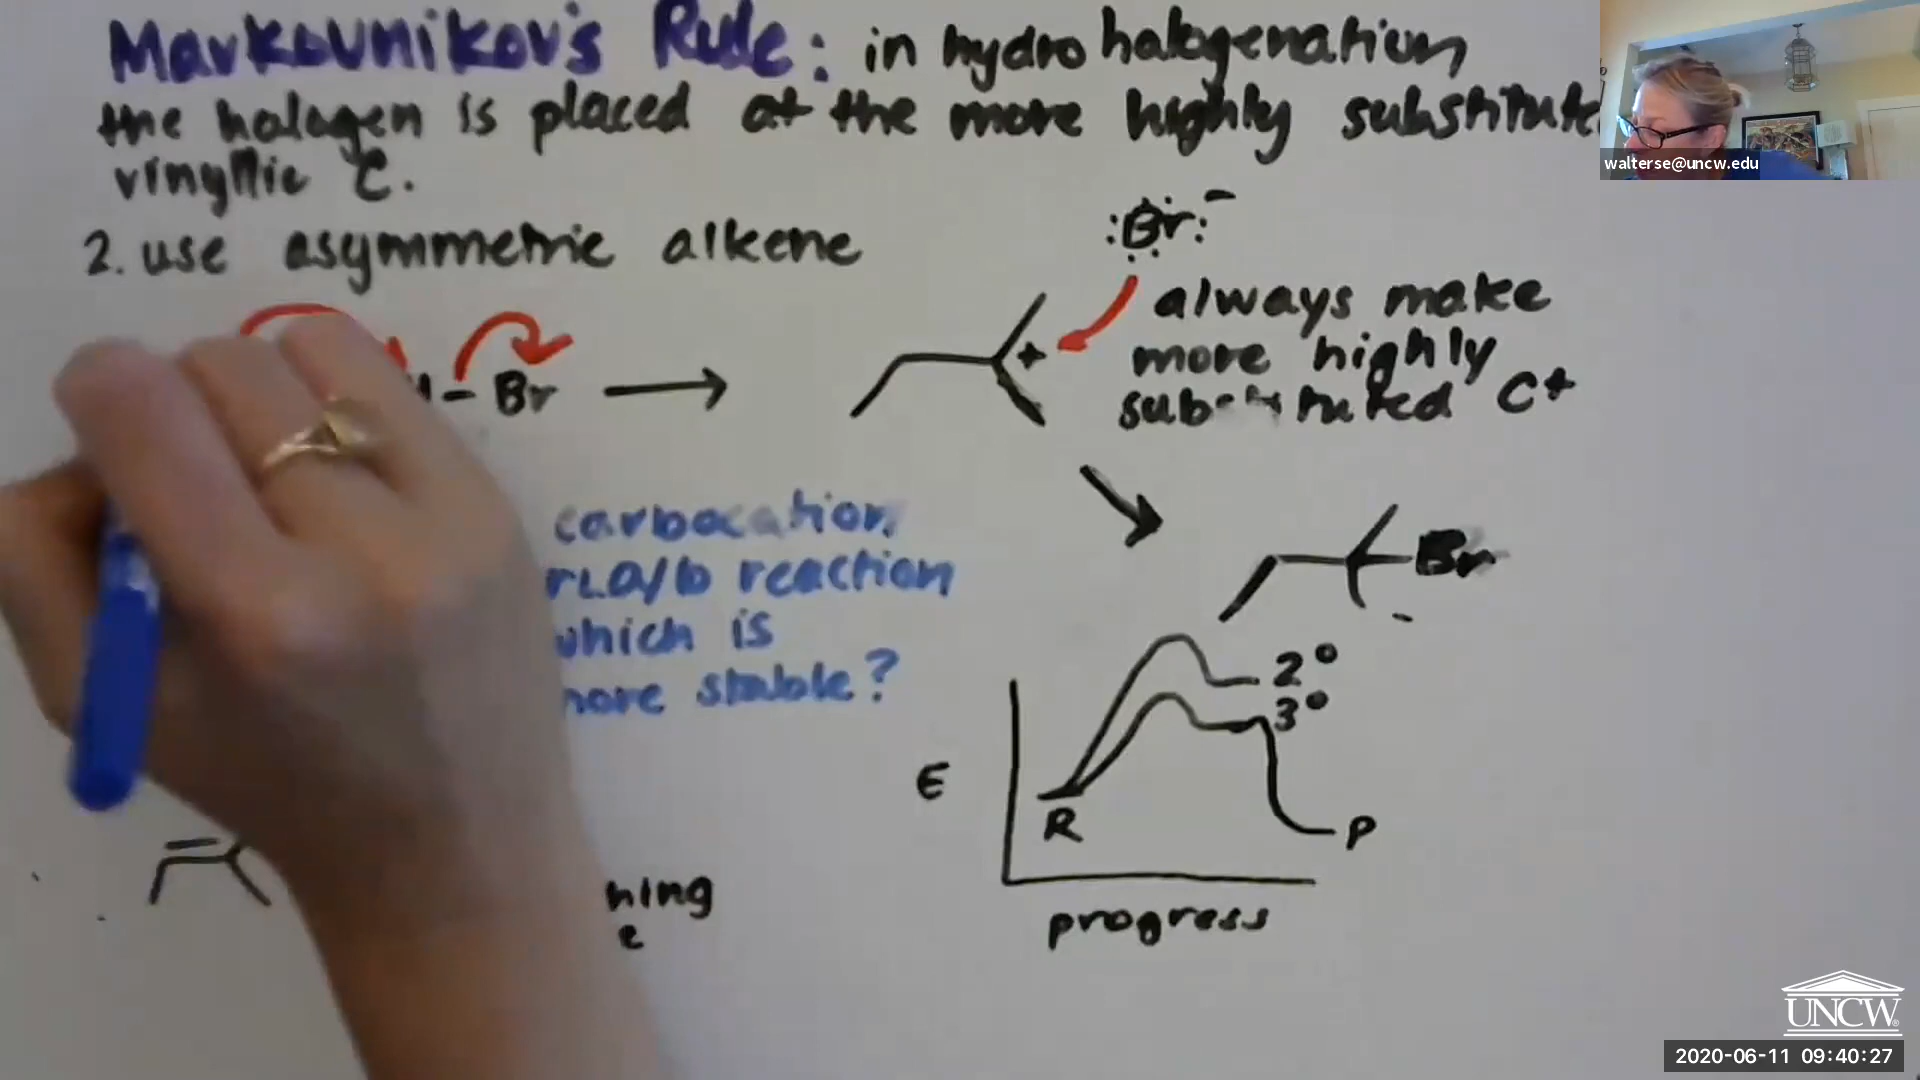 Markovnikov's Rule: in hydrohalogenation
the halogen is placed at the more highly substitute
vinylic C.
walterse@uncw.edu
2. use asymmetric alkene
:Br:⁻
always make
more highly
substituted C+
+
- Br
carbocation
reaction
which is
more stable?
Br
2°
3°
E
R
P
progress
UNCW
2020-06-11 09:40:27